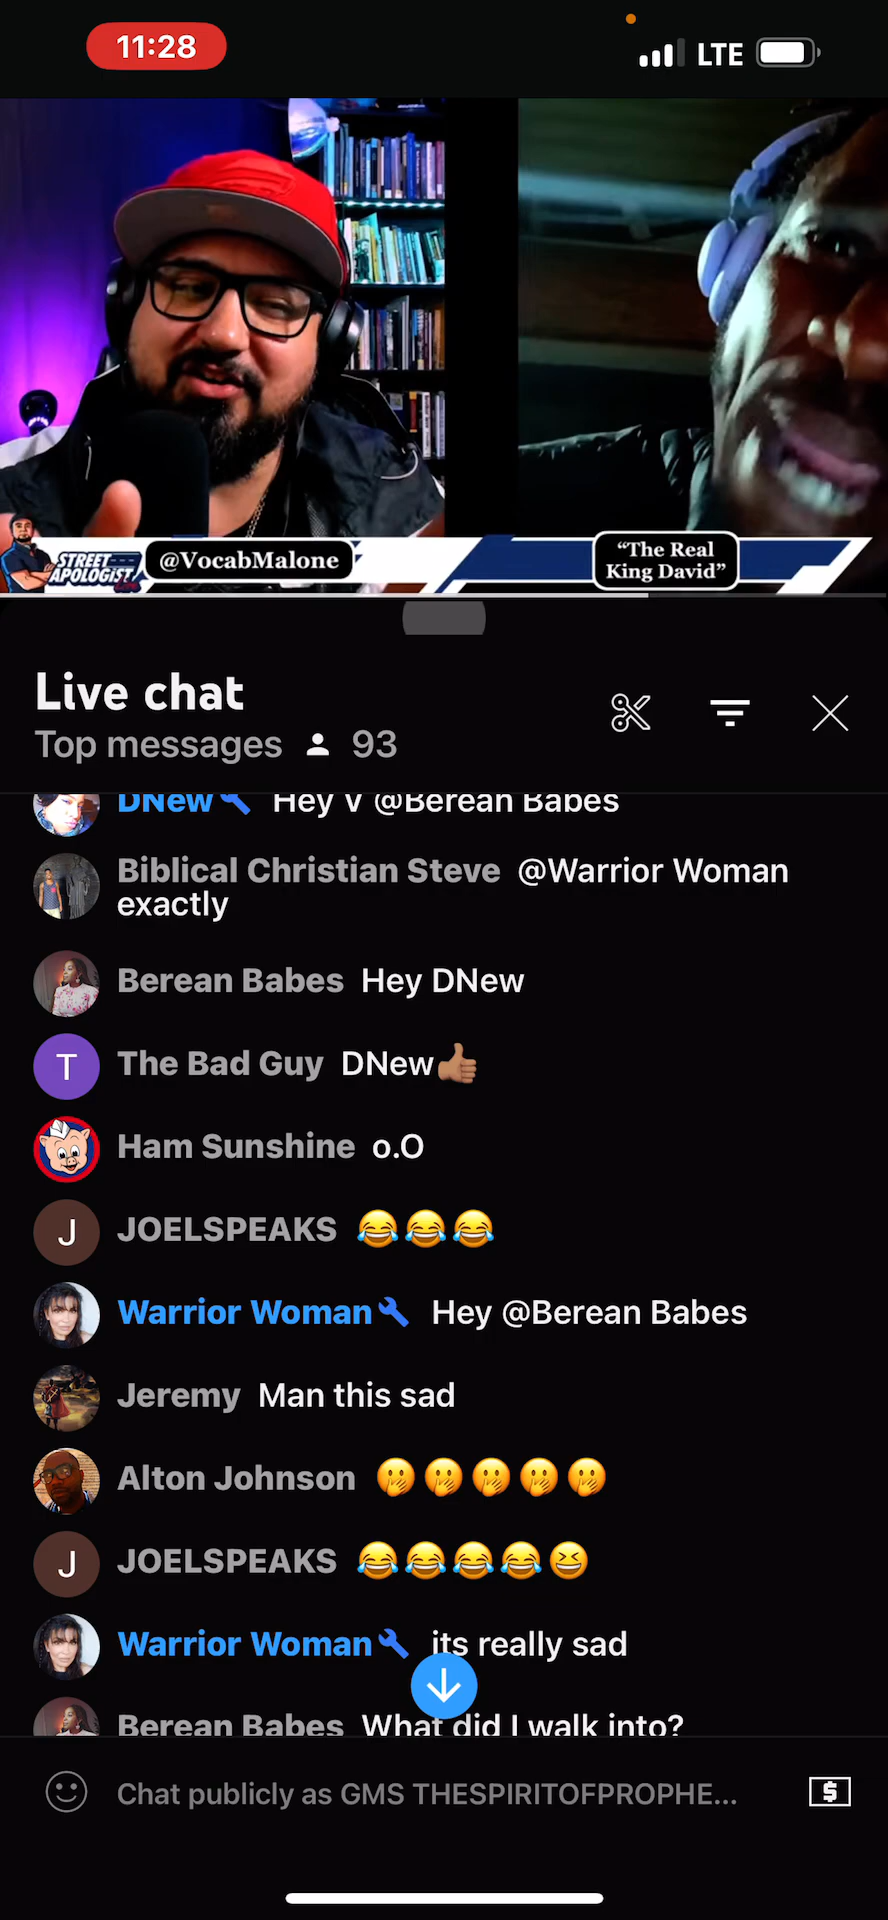 11:28
LTE
STREET
APOLOGIST
Live
@VocabMalone
“The Real
King David”
Live chat
Top messages 93
DNew Hey V @Berean Babes
Biblical Christian Steve @Warrior Woman
exactly
Berean Babes Hey DNew
T
The Bad Guy DNew👍🏽
Ham Sunshine o.O
J
JOELSPEAKS 😂😂😂
Warrior Woman Hey @Berean Babes
Jeremy Man this sad
Alton Johnson 🤭🤭🤭🤭🤭
J
JOELSPEAKS 😂😂😂😂😆
Warrior Woman its really sad
Berean Babes What did I walk into?
Chat publicly as GMS THESPIRITOFPROPHE...
$